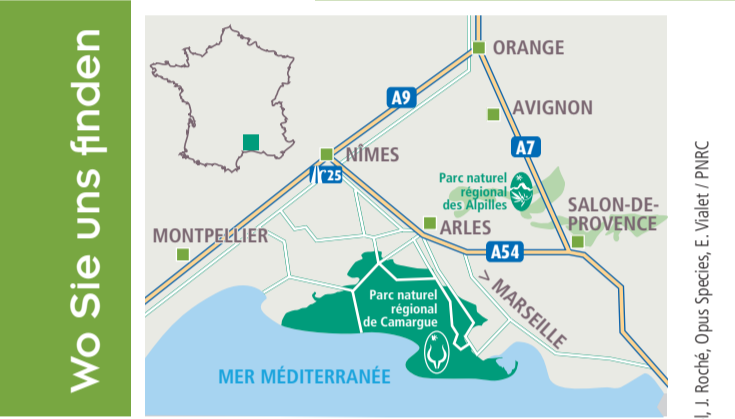 Wo Sie uns finden
ORANGE
A9
AVIGNON
A7
NÎMES
25
Parc naturel
régional
des Alpilles
SALON-DE-
PROVENCE
ARLES
MONTPELLIER
A54
> MARSEILLE
Parc naturel
régional
de Camargue
MER MÉDITERRANÉE
, J. Roché, Opus Species, E. Vialet / PNRC